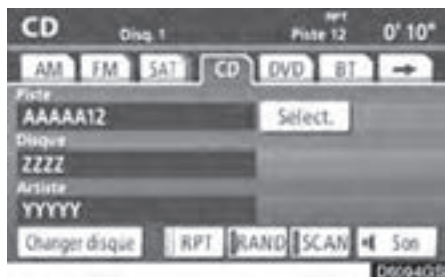 CD Disq. 1 RPT Piste 12 0' 10"
AM FM SAT CD DVD BT
Piste
AAAAA12 Sélect.
Disque
ZZZZ
Artiste
YYYYY
Changer disque RPT RAND SCAN Son